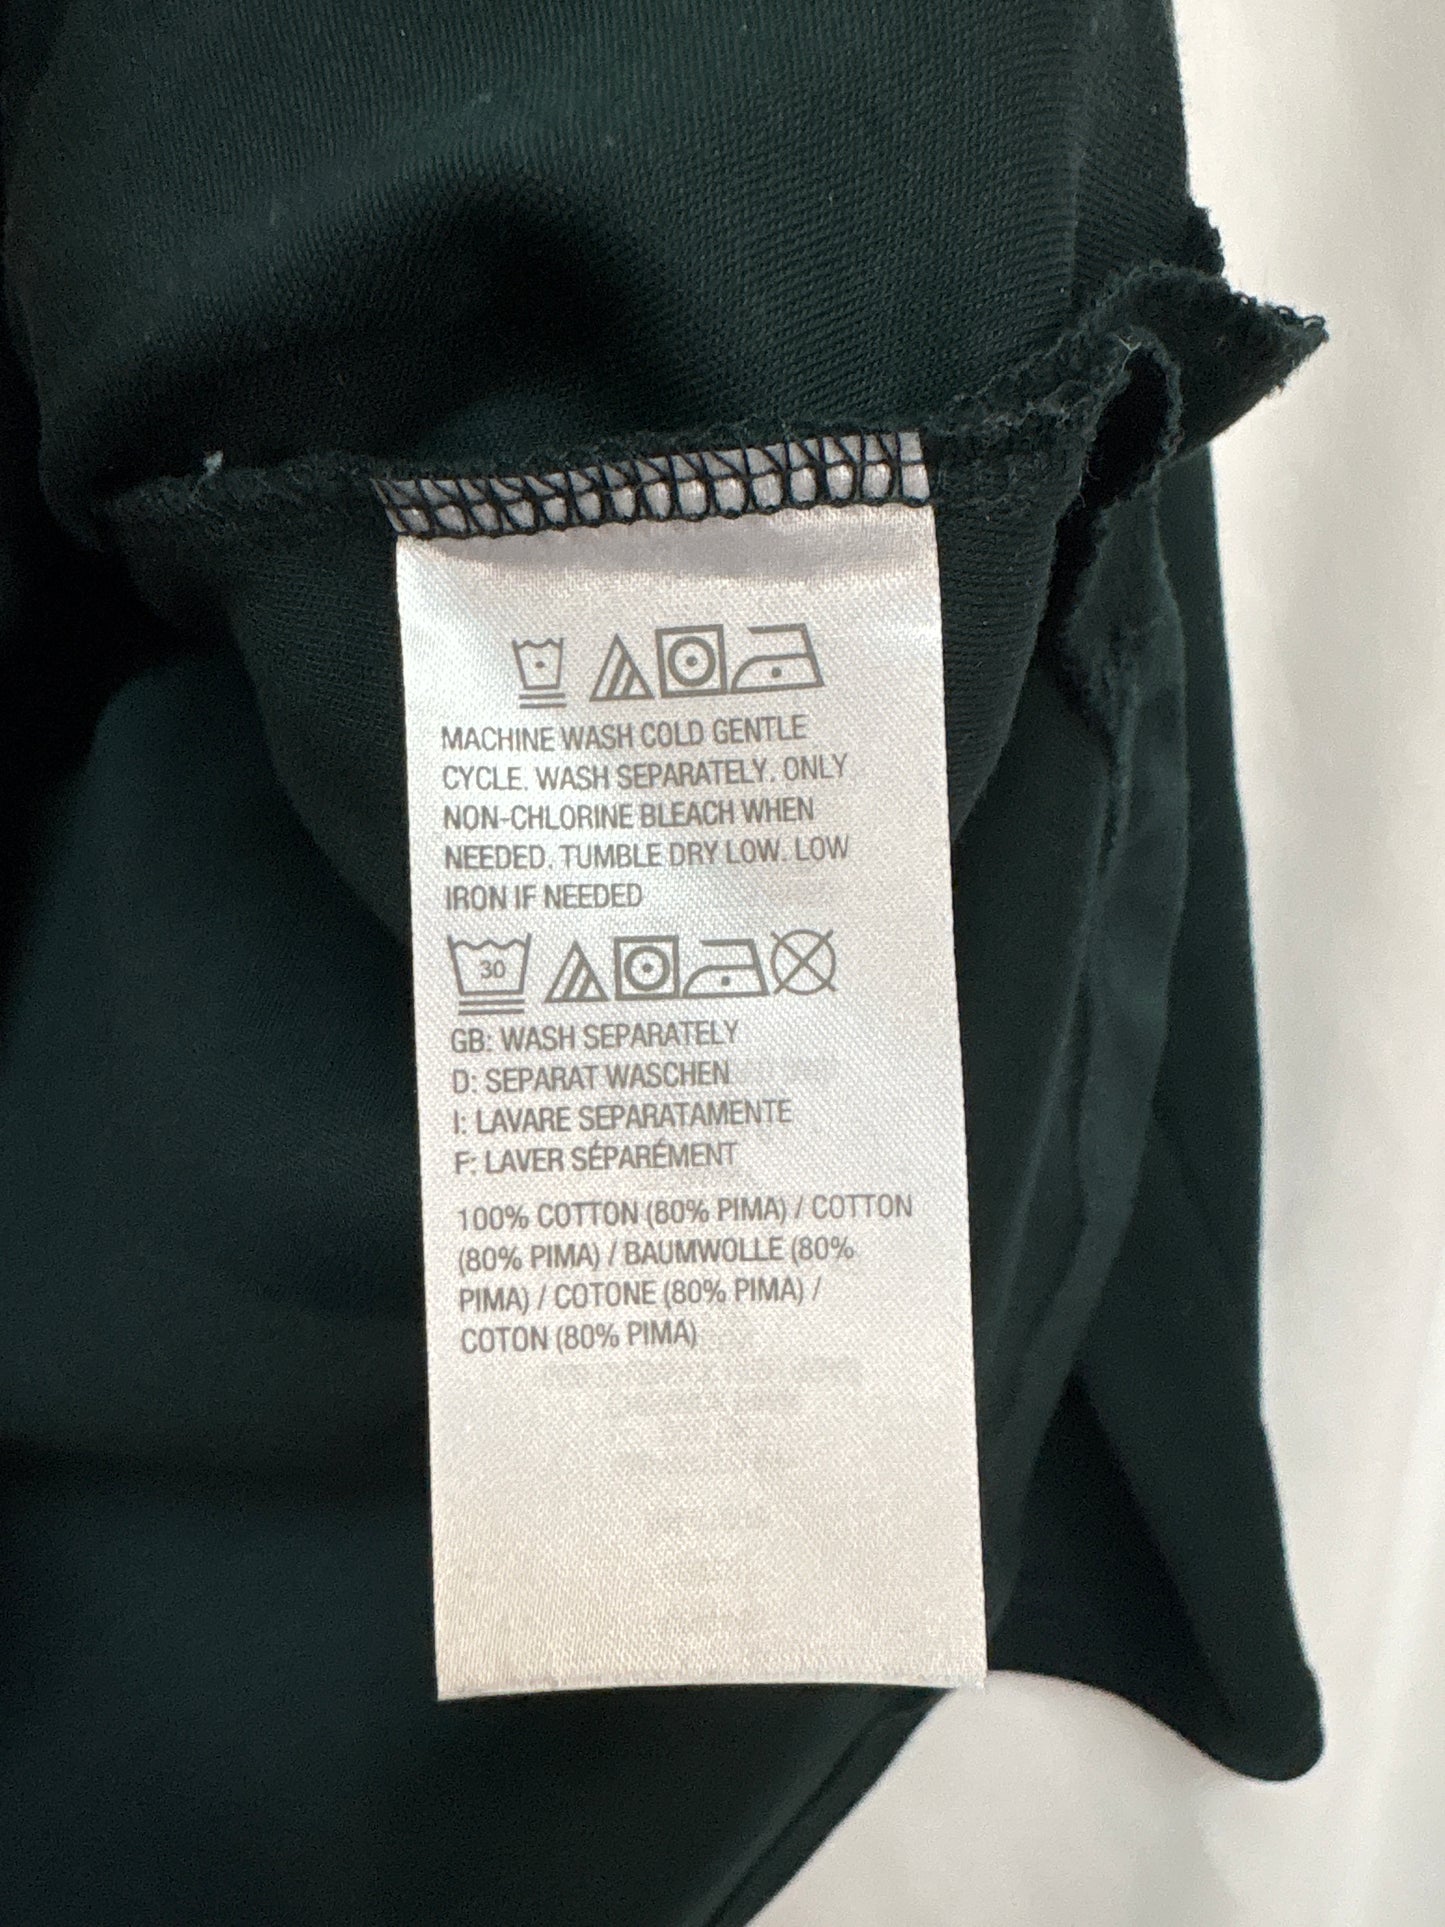 MACHINE WASH COLD GENTLE
CYCLE. WASH SEPARATELY. ONLY
NON-CHLORINE BLEACH WHEN
NEEDED. TUMBLE DRY LOW. LOW
IRON IF NEEDED
30
GB: WASH SEPARATELY
D: SEPARAT WASCHEN
I: LAVARE SEPARATAMENTE
F: LAVER SÉPARÉMENT
100% COTTON (80% PIMA) / COTTON
(80% PIMA) / BAUMWOLLE (80%
PIMA) / COTONE (80% PIMA) /
COTON (80% PIMA)